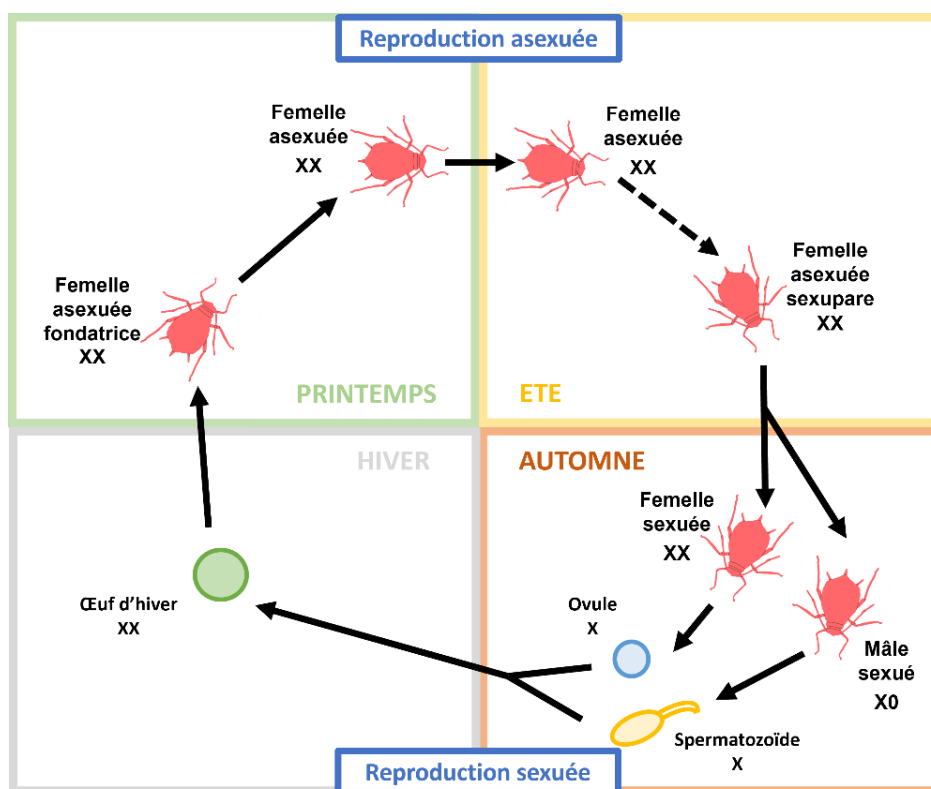 Reproduction asexuée
Femelle
asexuée
XX
Femelle
asexuée
XX
Femelle
asexuée
fondatrice
XX
Femelle
asexuée
sexupare
XX
PRINTEMPS
ETE
HIVER
AUTOMNE
Femelle
sexuée
XX
Œuf d'hiver
XX
Ovule
X
Mâle
sexué
X0
Spermatozoïde
X
Reproduction sexuée